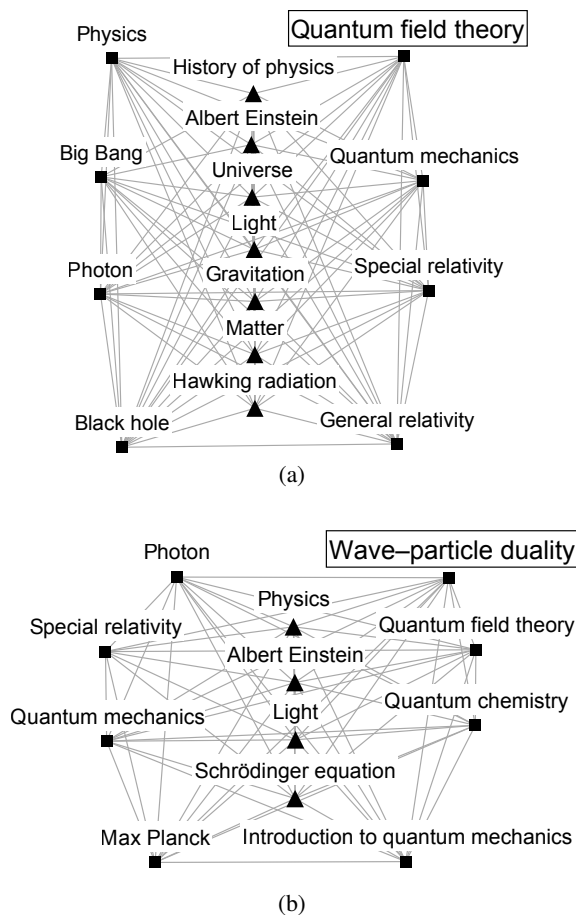 Physics
Quantum field theory
History of physics
Albert Einstein
Big Bang
Quantum mechanics
Universe
Light
Photon
Special relativity
Gravitation
Matter
Hawking radiation
Black hole
General relativity
(a)
Photon
Wave–particle duality
Physics
Special relativity
Quantum field theory
Albert Einstein
Quantum mechanics
Quantum chemistry
Light
Schrödinger equation
Max Planck
Introduction to quantum mechanics
(b)